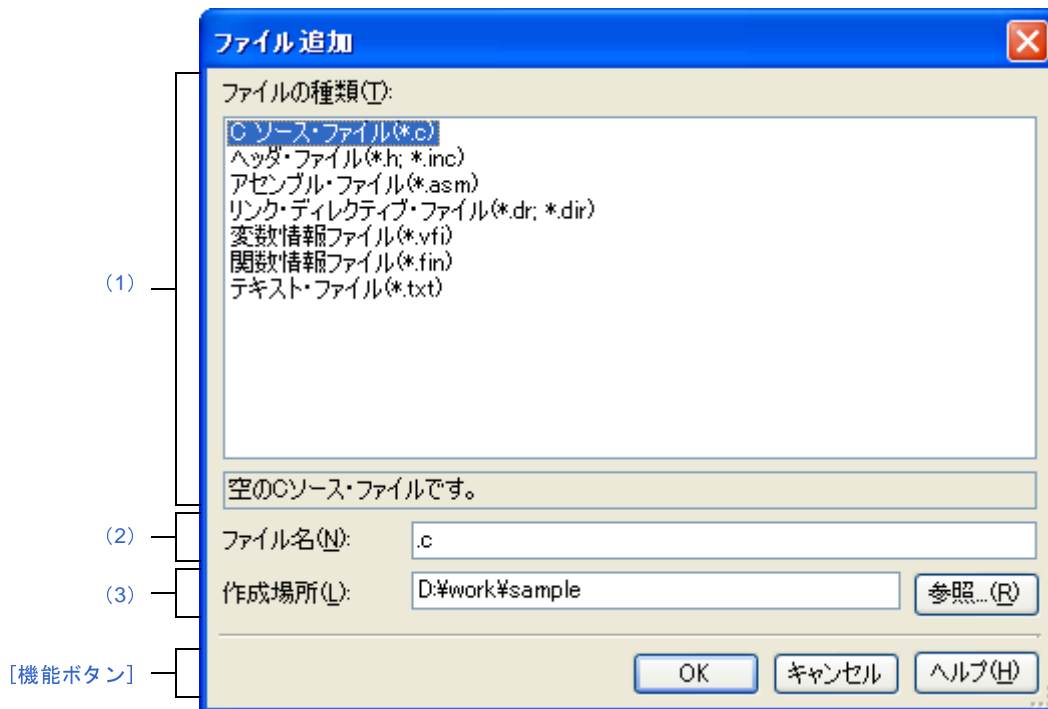 ファイル追加
ファイルの種類(T):
C ソース・ファイル(*.c)
ヘッダ・ファイル(*.h; *.inc)
アセンブル・ファイル(*.asm)
リンク・ディレクティブ・ファイル(*.dr; *.dir)
変数情報ファイル(*.vfi)
関数情報ファイル(*.fin)
テキスト・ファイル(*.txt)
(1)
空のCソース・ファイルです。
(2)
ファイル名(N):
.c
(3)
作成場所(L):
D:¥work¥sample
参照...(R)
[機能ボタン]
OK
キャンセル
ヘルプ(H)